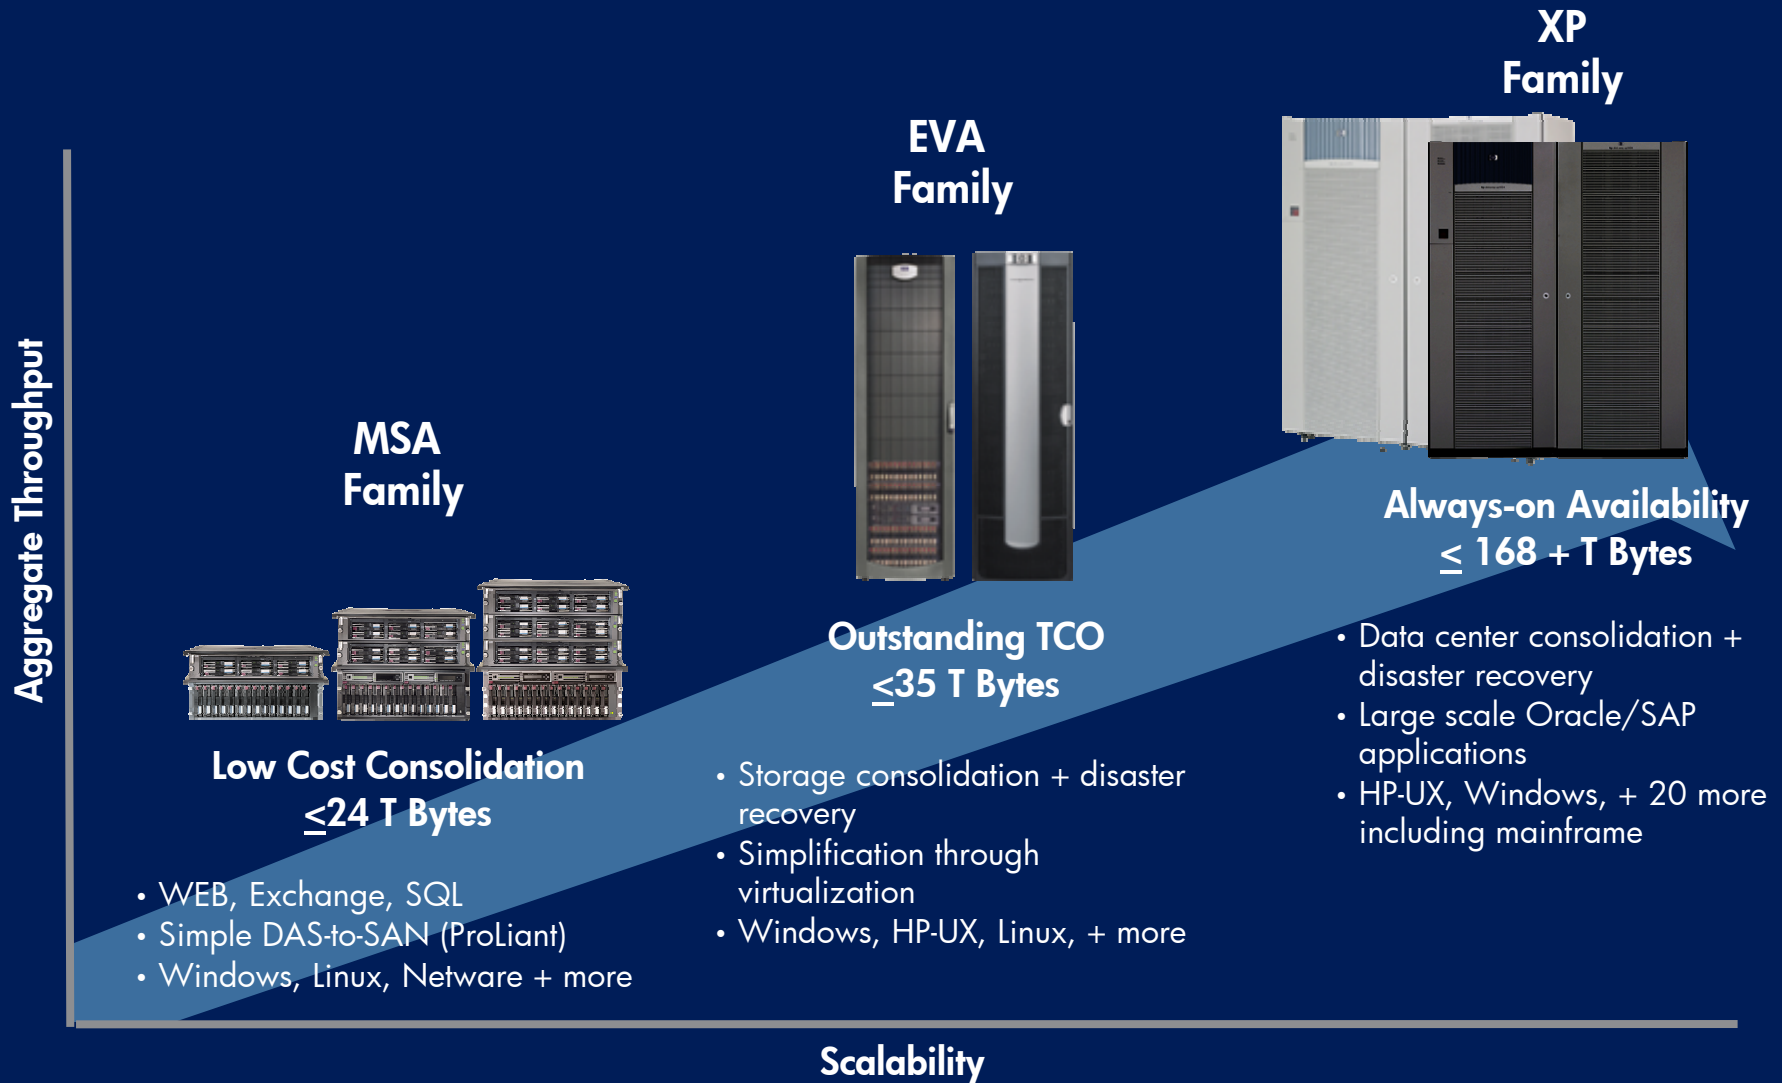 XP
Family
EVA
Family
MSA
Family
Aggregate Throughput
Always-on Availability
≤ 168 + T Bytes
Outstanding TCO
≤35 T Bytes
Low Cost Consolidation
≤24 T Bytes
• Data center consolidation +
disaster recovery
• Large scale Oracle/SAP
applications
• HP-UX, Windows, + 20 more
including mainframe
• Storage consolidation + disaster
recovery
• Simplification through
virtualization
• Windows, HP-UX, Linux, + more
• WEB, Exchange, SQL
• Simple DAS-to-SAN (ProLiant)
• Windows, Linux, Netware + more
Scalability